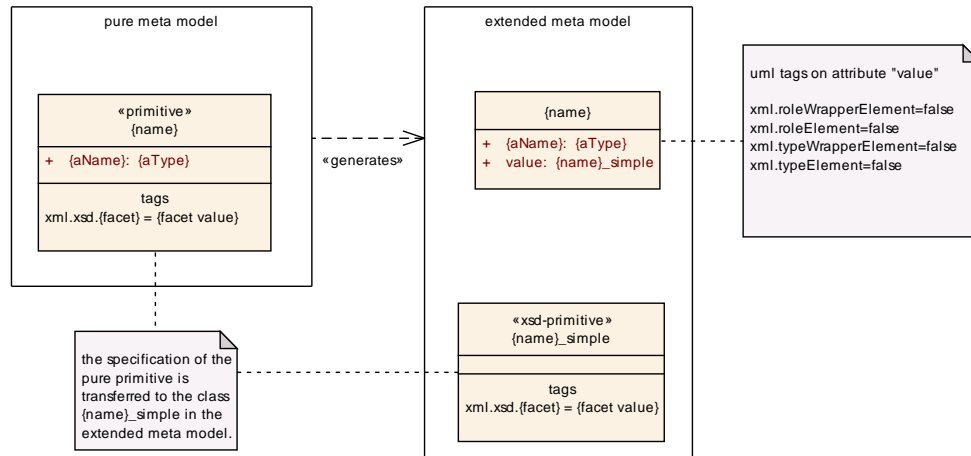 pure meta model
«primitive»
{name}
+ {aName}: {aType}
tags
xml.xsd.{facet} = {facet value}
«generates»
extended meta model
{name}
+ {aName}: {aType}
+ value: {name}_simple
uml tags on attribute "value"
xml.roleWrapperElement=false
xml.roleElement=false
xml.typeWrapperElement=false
xml.typeElement=false
the specification of the
pure primitive is
transferred to the class
{name}_simple in the
extended meta model.
«xsd-primitive»
{name}_simple
tags
xml.xsd.{facet} = {facet value}